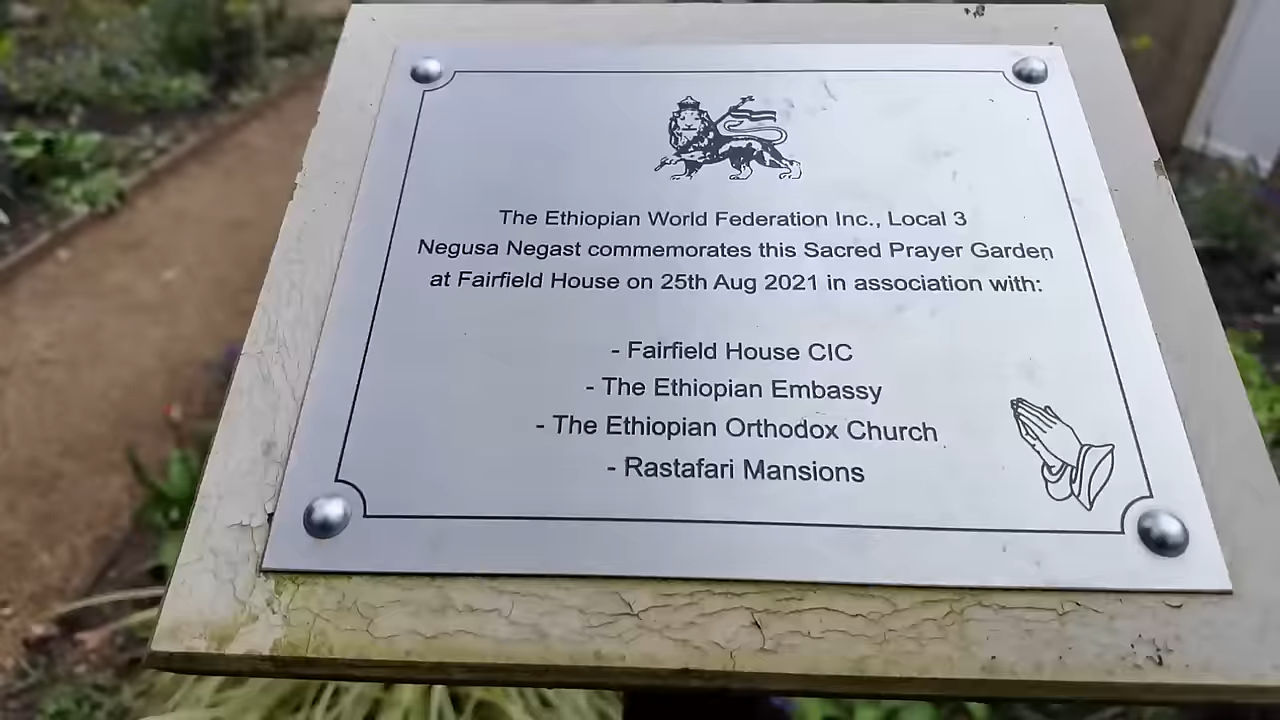 The Ethiopian World Federation Inc., Local 3
Negusa Negast commemorates this Sacred Prayer Garden
at Fairfield House on 25th Aug 2021 in association with:
- Fairfield House CIC
- The Ethiopian Embassy
- The Ethiopian Orthodox Church
- Rastafari Mansions